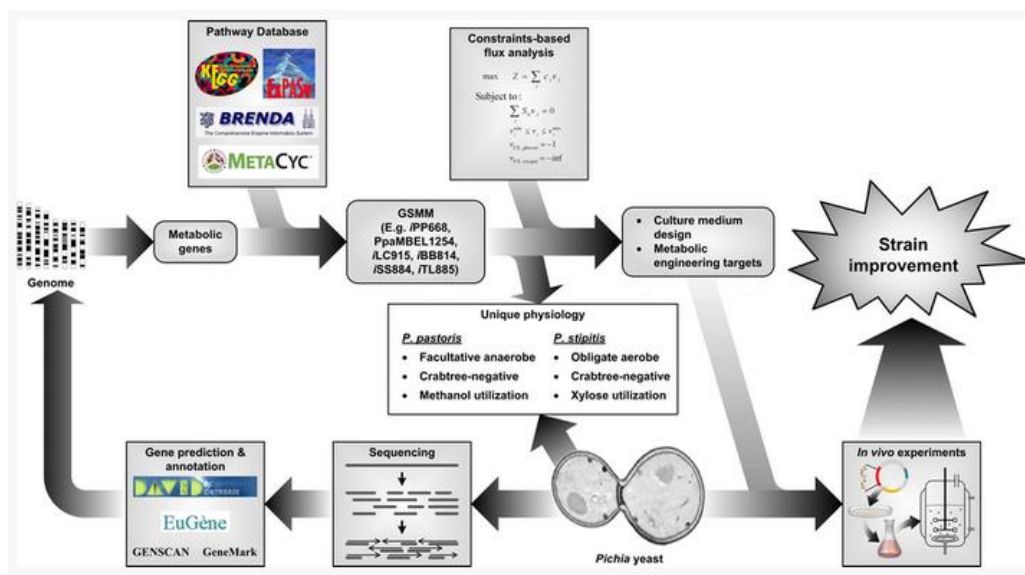 Pathway Database
KEGG
ExPASy
BRENDA
The Comprehensive Enzyme Information System
METACYC
Constraints-based
flux analysis
max Z = ∑ c_j v_j
Subject to :
∑ S_ij v_j = 0
v_j^min ≤ v_j ≤ v_j^max
v_EX_glucose = −1
v_EX_oxygen = −inf
Genome
Metabolic
genes
GSMM
(E.g. iPP668,
PpaMBEL1254,
iLC915, iBB814,
iSS884, iTL885)
• Culture medium
design
• Metabolic
engineering targets
Strain
improvement
Unique physiology
P. pastoris
• Facultative anaerobe
• Crabtree-negative
• Methanol utilization
P. stipitis
• Obligate aerobe
• Crabtree-negative
• Xylose utilization
Gene prediction &
annotation
DAVID
DATABASE
EuGène
GENSCAN GeneMark
Sequencing
Pichia yeast
In vivo experiments